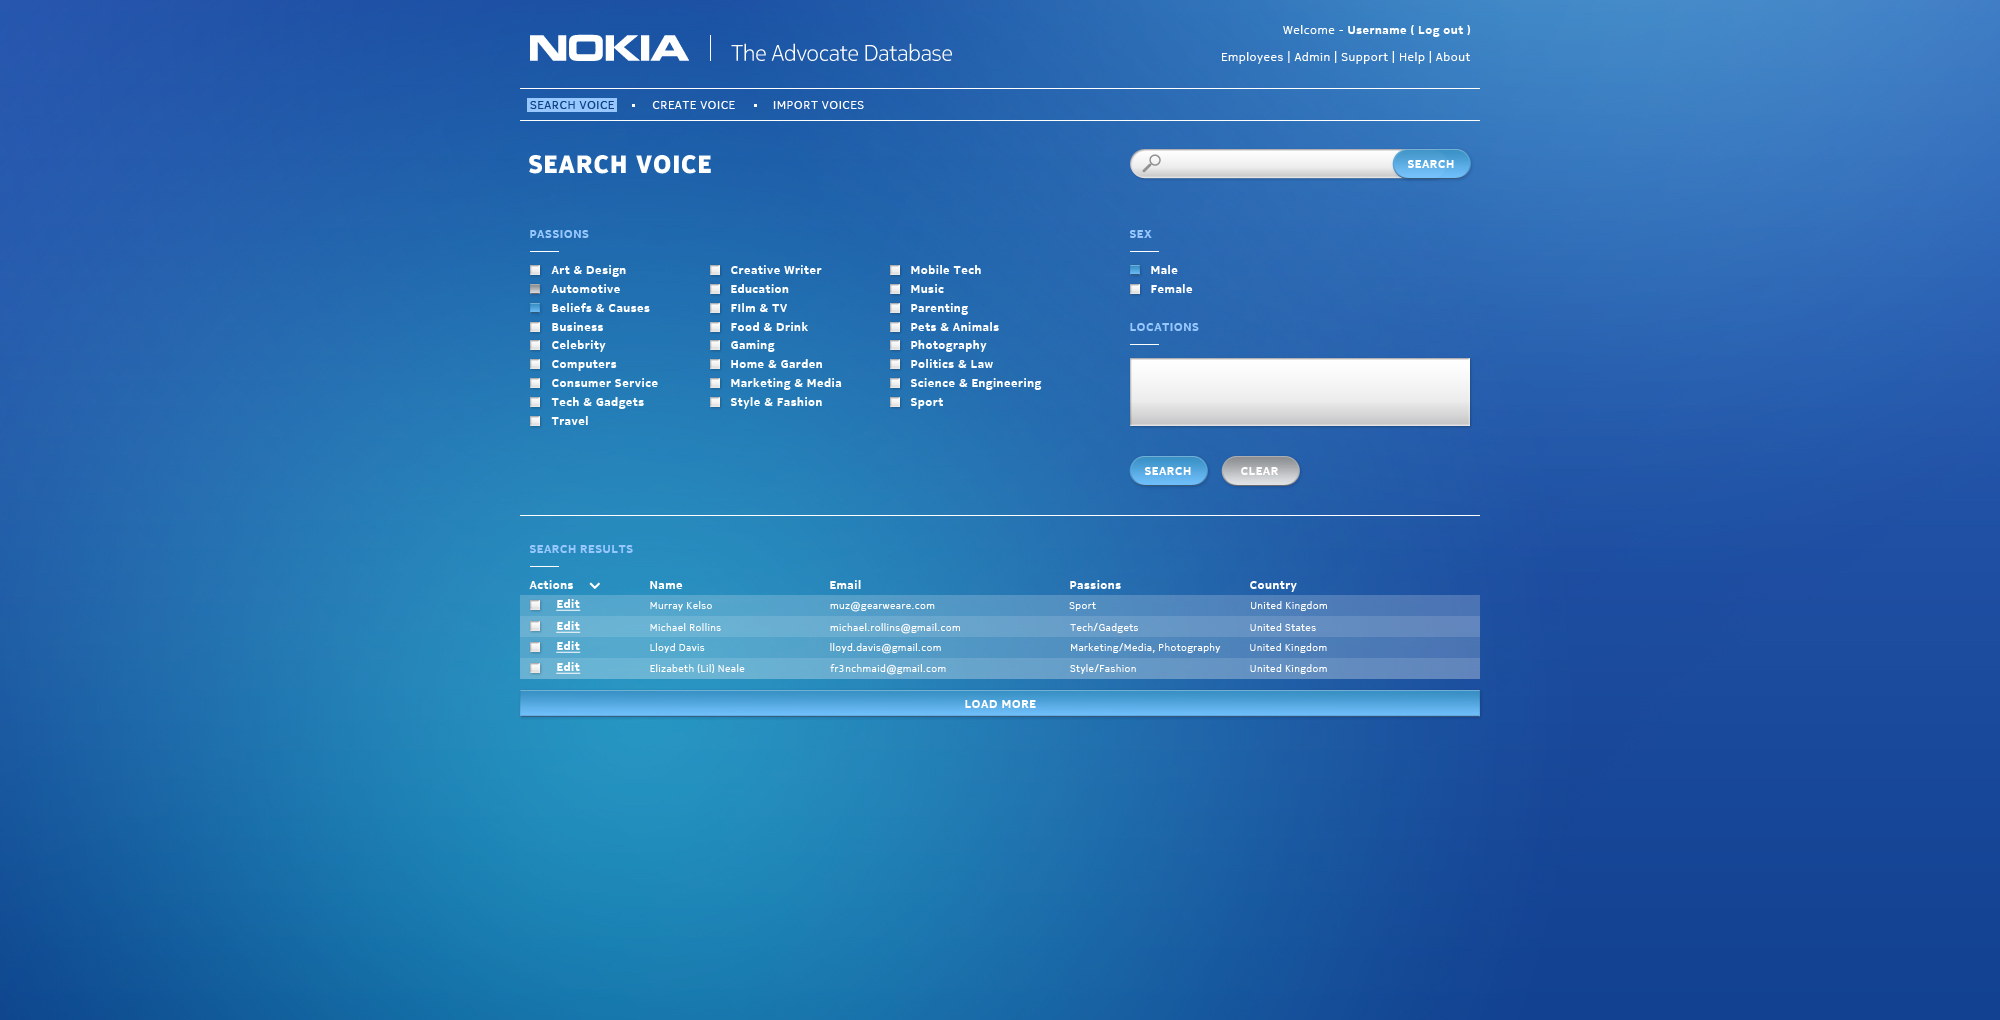 NOKIA | The Advocate Database
Welcome - Username ( Log out )
Employees | Admin | Support | Help | About
SEARCH VOICE • CREATE VOICE • IMPORT VOICES
SEARCH VOICE
SEARCH
PASSIONS
Art & Design
Automotive
Beliefs & Causes
Business
Celebrity
Computers
Consumer Service
Tech & Gadgets
Travel
Creative Writer
Education
FIlm & TV
Food & Drink
Gaming
Home & Garden
Marketing & Media
Style & Fashion
Mobile Tech
Music
Parenting
Pets & Animals
Photography
Politics & Law
Science & Engineering
Sport
SEX
Male
Female
LOCATIONS
SEARCH CLEAR
SEARCH RESULTS
Actions Name Email Passions Country
Edit Murray Kelso muz@gearweare.com Sport United Kingdom
Edit Michael Rollins michael.rollins@gmail.com Tech/Gadgets United States
Edit Lloyd Davis lloyd.davis@gmail.com Marketing/Media, Photography United Kingdom
Edit Elizabeth (Lil) Neale fr3nchmaid@gmail.com Style/Fashion United Kingdom
LOAD MORE